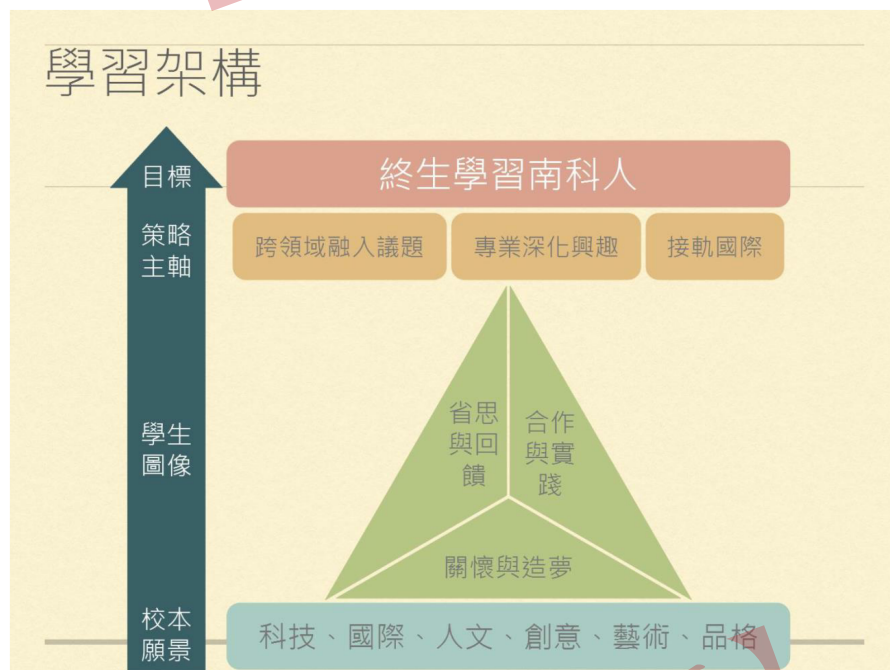 學習架構
目標
終生學習南科人
策略
主軸
跨領域融入議題
專業深化興趣
接軌國際
學生
圖像
省思
與回
饋
合作
與實
踐
關懷與造夢
校本
願景
科技、國際、人文、創意、藝術、品格